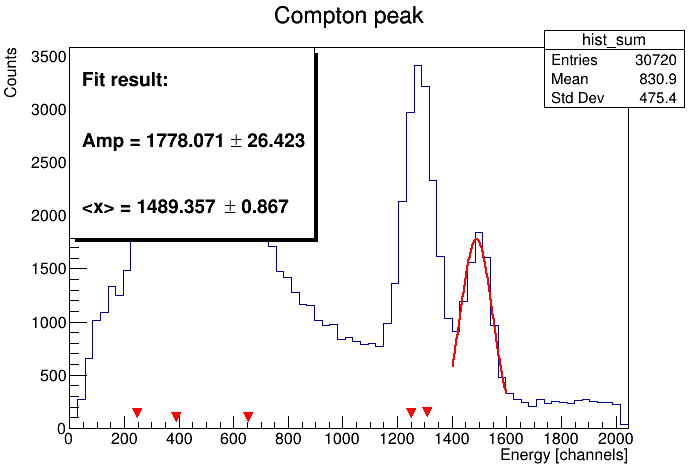 Compton peak
hist_sum
Entries 30720
Mean 830.9
Std Dev 475.4
Counts
3500
3000
2500
2000
1500
1000
500
0
Fit result:
Amp = 1778.071 ± 26.423
<x> = 1489.357 ± 0.867
0 200 400 600 800 1000 1200 1400 1600 1800 2000
Energy [channels]